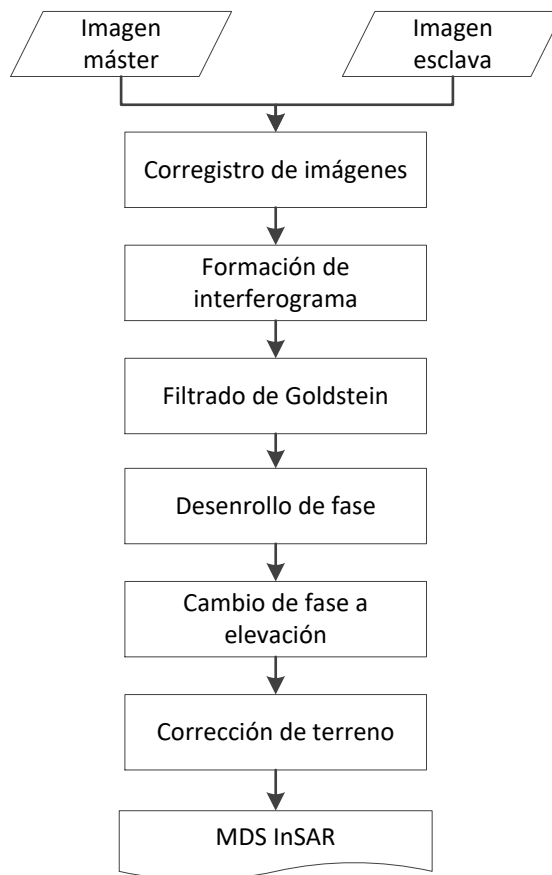 Imagen
máster
Imagen
esclava
Corregistro de imágenes
Formación de
interferograma
Filtrado de Goldstein
Desenrollo de fase
Cambio de fase a
elevación
Corrección de terreno
MDS InSAR